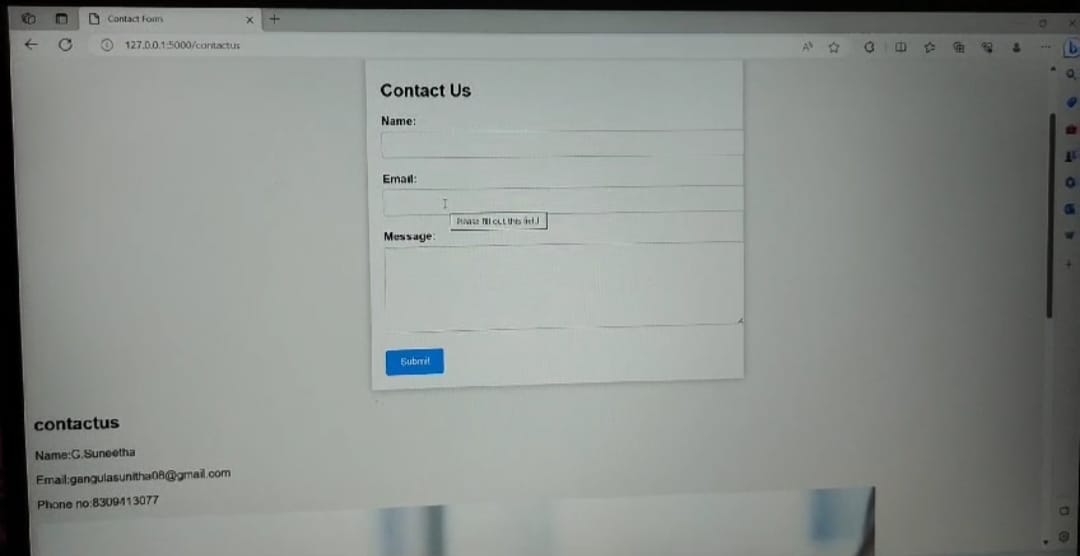 Contact Form
127.0.0.1:5000/contactus
Contact Us
Name:
Email:
Please fill out this field
Message:
Submit
contactus
Name:G.Suneetha
Email:gangulasunitha08@gmail.com
Phone no:8309413077